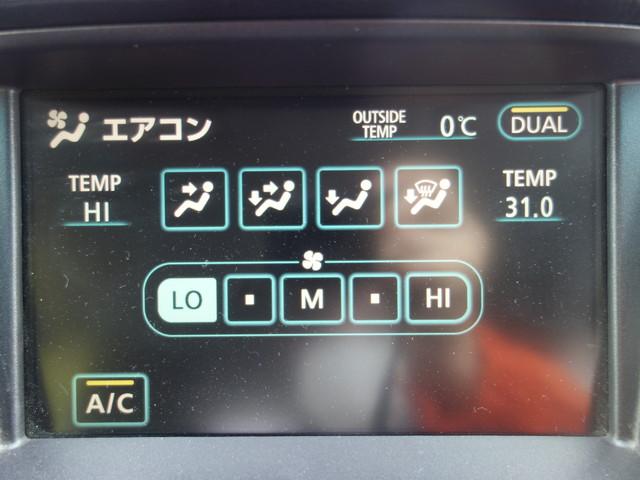 エアコン
OUTSIDE
TEMP
0℃
DUAL
TEMP
HI
TEMP
31.0
LO
M
HI
A/C